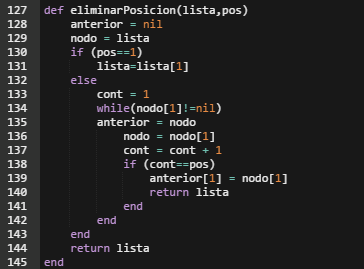 127 def eliminarPosicion(lista,pos)
128     anterior = nil
129     nodo = lista
130     if (pos==1)
131         lista=lista[1]
132     else
133         cont = 1
134         while(nodo[1]!=nil)
135         anterior = nodo
136             nodo = nodo[1]
137             cont = cont + 1
138             if (cont==pos)
139                 anterior[1] = nodo[1]
140                 return lista
141             end
142         end
143     end
144     return lista
145 end